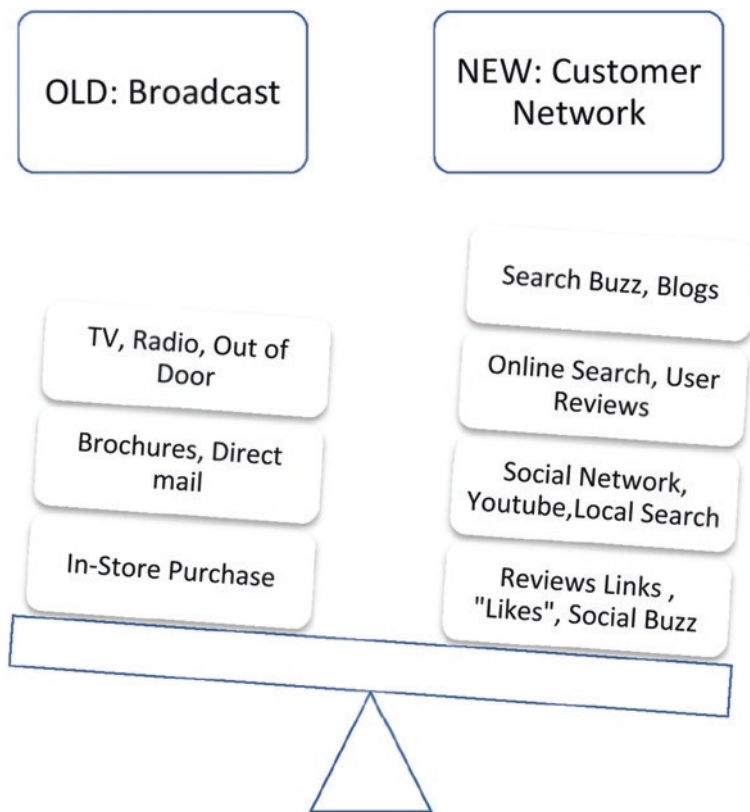 OLD: Broadcast
NEW: Customer
Network
TV, Radio, Out of
Door
Brochures, Direct
mail
In-Store Purchase
Search Buzz, Blogs
Online Search, User
Reviews
Social Network,
Youtube,Local Search
Reviews Links ,
"Likes", Social Buzz